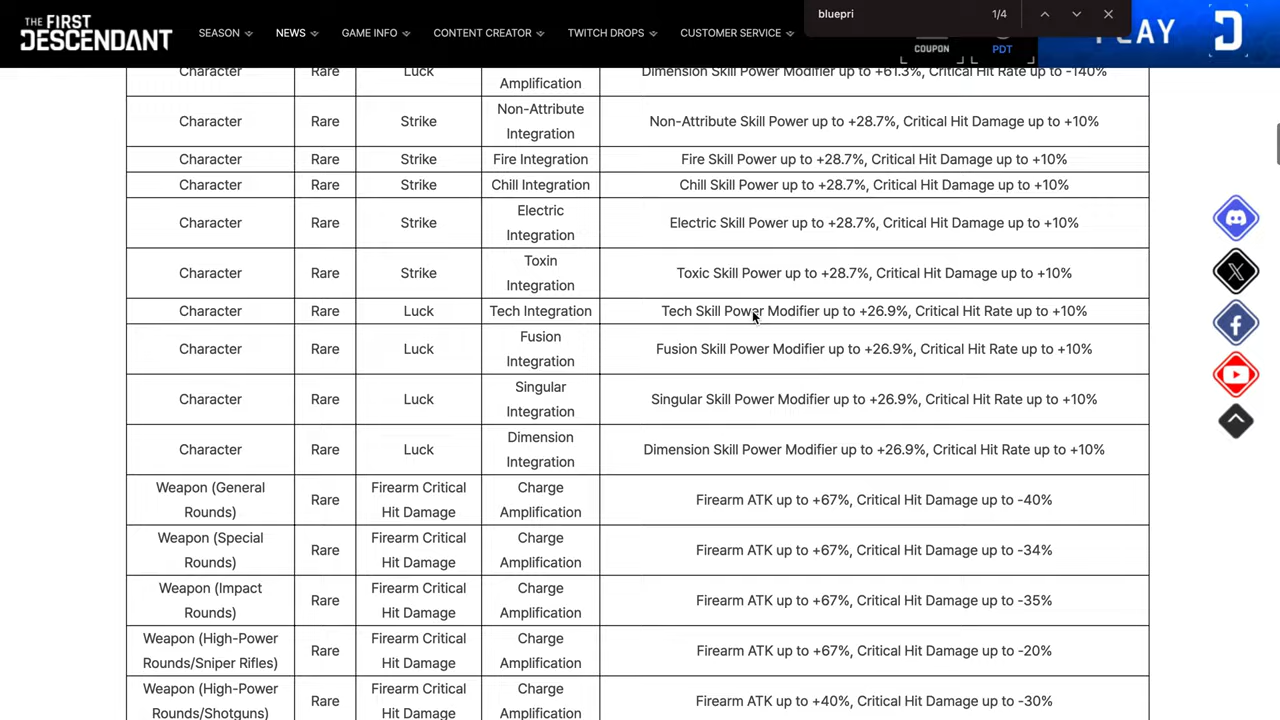 THE FIRST DESCENDANT
SEASON NEWS GAME INFO CONTENT CREATOR TWITCH DROPS CUSTOMER SERVICE
bluepri 1/4
COUPON PDT PLAY
Character Rare Luck Amplification Dimension Skill Power Modifier up to +61.3%, Critical Hit Rate up to -140%
Character Rare Strike Non-Attribute Integration Non-Attribute Skill Power up to +28.7%, Critical Hit Damage up to +10%
Character Rare Strike Fire Integration Fire Skill Power up to +28.7%, Critical Hit Damage up to +10%
Character Rare Strike Chill Integration Chill Skill Power up to +28.7%, Critical Hit Damage up to +10%
Character Rare Strike Electric Integration Electric Skill Power up to +28.7%, Critical Hit Damage up to +10%
Character Rare Strike Toxin Integration Toxic Skill Power up to +28.7%, Critical Hit Damage up to +10%
Character Rare Luck Tech Integration Tech Skill Power Modifier up to +26.9%, Critical Hit Rate up to +10%
Character Rare Luck Fusion Integration Fusion Skill Power Modifier up to +26.9%, Critical Hit Rate up to +10%
Character Rare Luck Singular Integration Singular Skill Power Modifier up to +26.9%, Critical Hit Rate up to +10%
Character Rare Luck Dimension Integration Dimension Skill Power Modifier up to +26.9%, Critical Hit Rate up to +10%
Weapon (General Rounds) Rare Firearm Critical Hit Damage Charge Amplification Firearm ATK up to +67%, Critical Hit Damage up to -40%
Weapon (Special Rounds) Rare Firearm Critical Hit Damage Charge Amplification Firearm ATK up to +67%, Critical Hit Damage up to -34%
Weapon (Impact Rounds) Rare Firearm Critical Hit Damage Charge Amplification Firearm ATK up to +67%, Critical Hit Damage up to -35%
Weapon (High-Power Rounds/Sniper Rifles) Rare Firearm Critical Hit Damage Charge Amplification Firearm ATK up to +67%, Critical Hit Damage up to -20%
Weapon (High-Power Rounds/Shotguns) Rare Firearm Critical Hit Damage Charge Amplification Firearm ATK up to +40%, Critical Hit Damage up to -30%